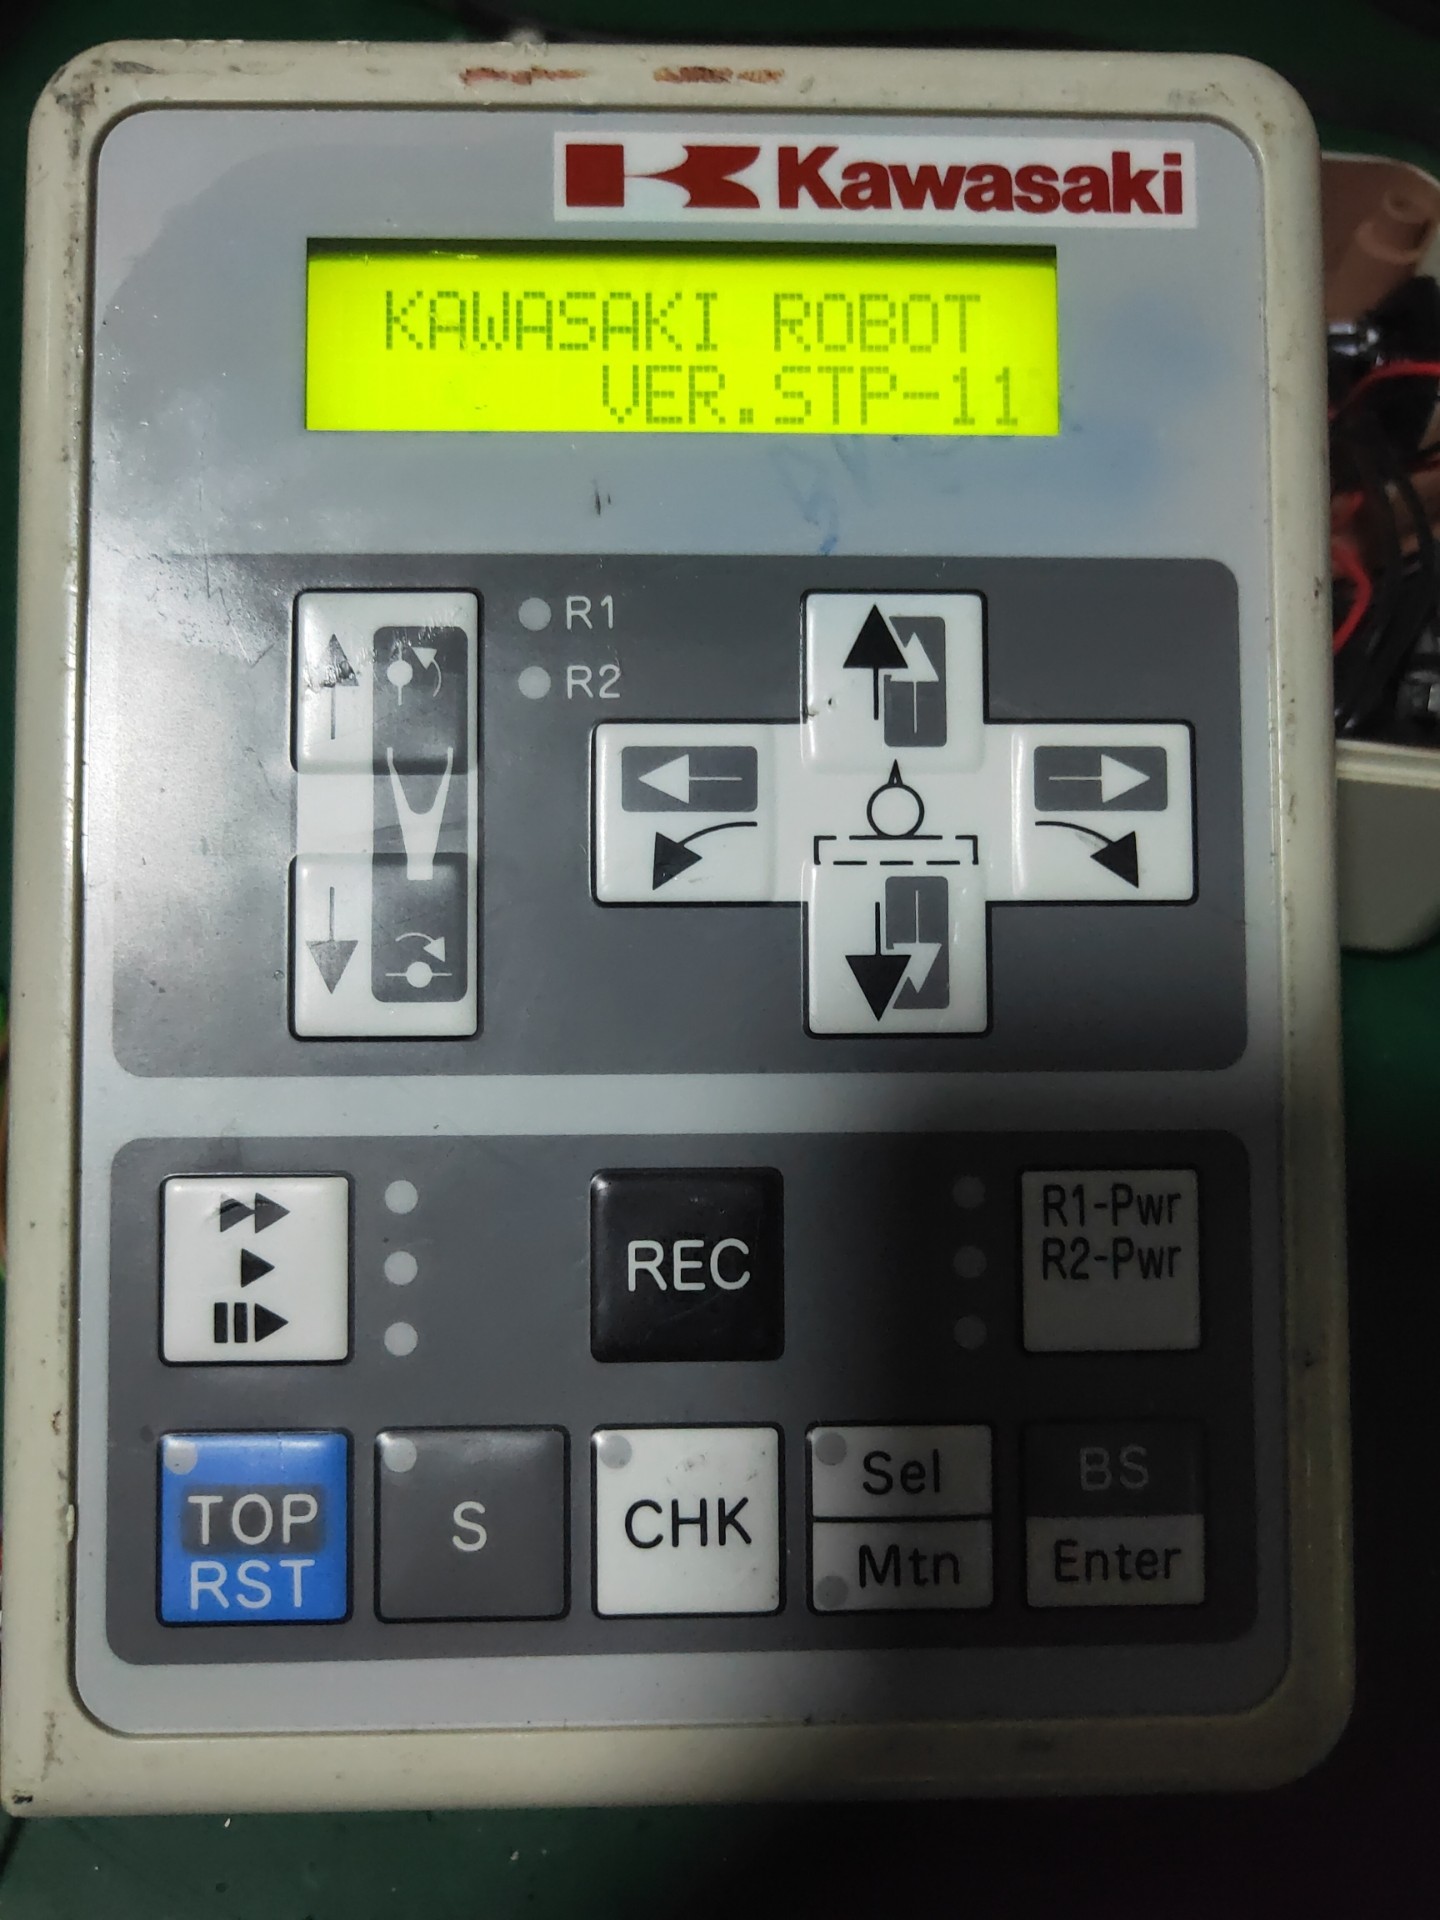 Kawasaki
KAWASAKI ROBOT
VER.STP-11
R1
R2
REC
R1-Pwr
R2-Pwr
TOP
RST
S
CHK
Sel
Mtn
BS
Enter